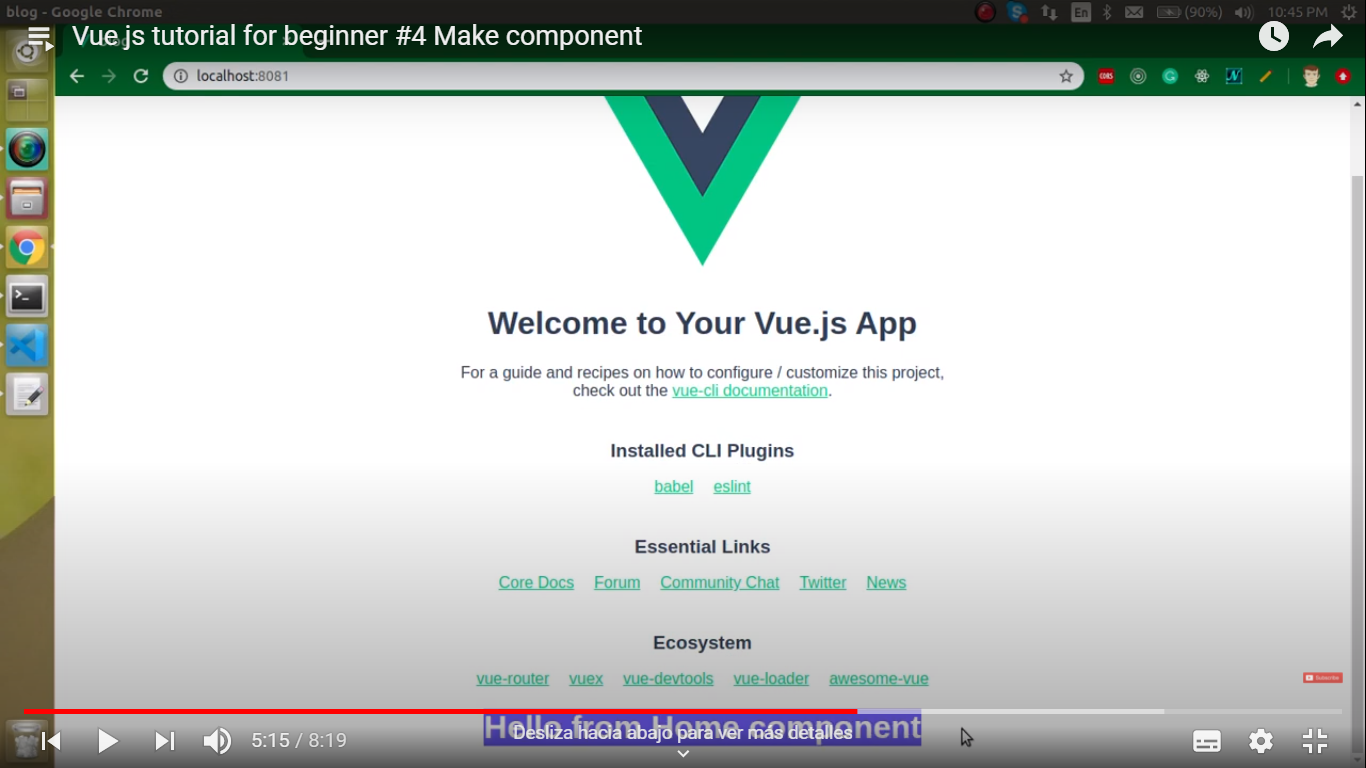 blog - Google Chrome
En
(90%)
10:45 PM
Vue js tutorial for beginner #4 Make component
localhost:8081
CORS
Welcome to Your Vue.js App
For a guide and recipes on how to configure / customize this project,
check out the vue-cli documentation.
Installed CLI Plugins
babel eslint
Essential Links
Core Docs Forum Community Chat Twitter News
Ecosystem
vue-router vuex vue-devtools vue-loader awesome-vue
Subscribe
Hello from Home component
Desliza hacia abajo para ver más detalles
5:15 / 8:19